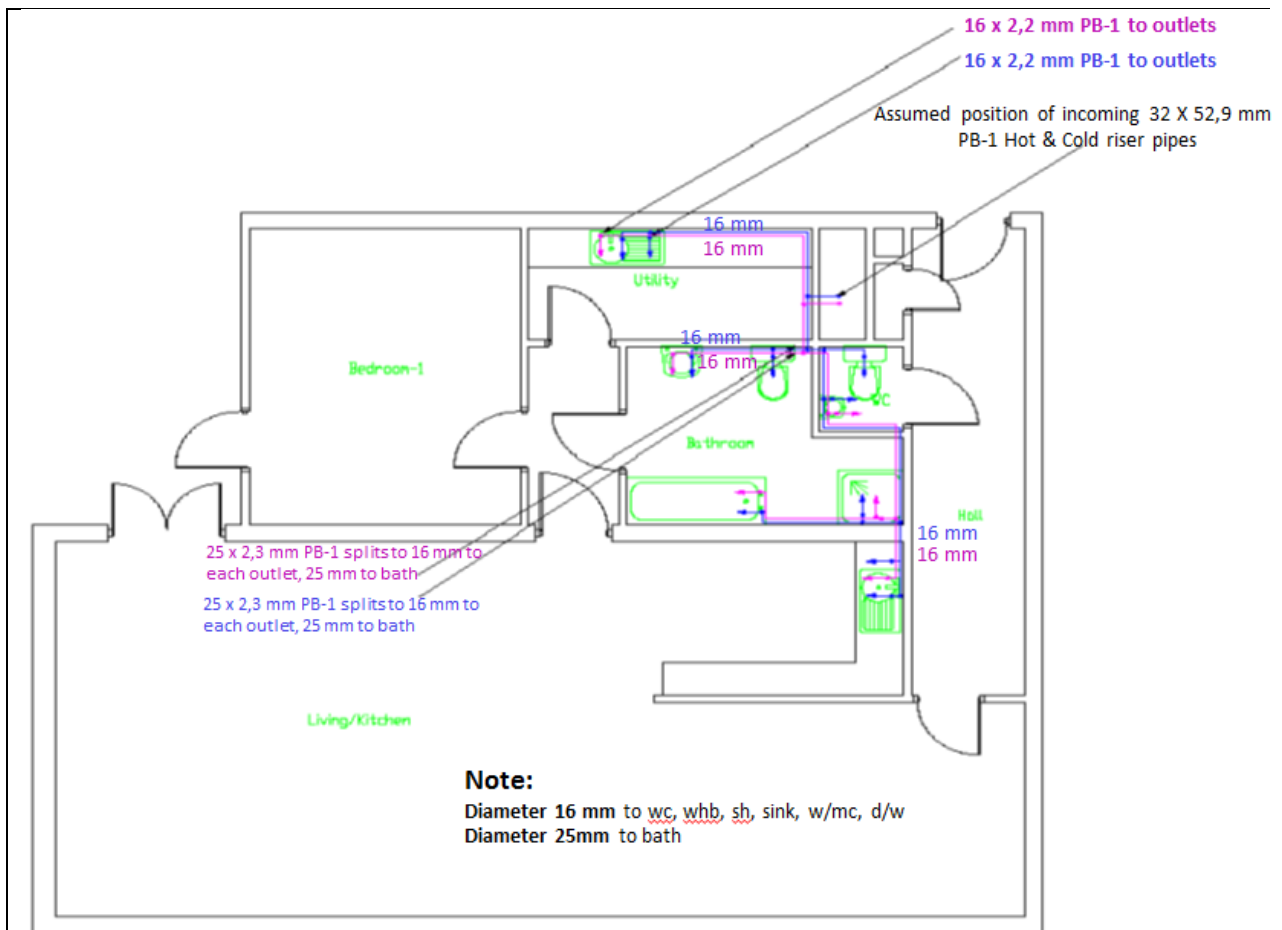 16 x 2,2 mm PB-1 to outlets
16 x 2,2 mm PB-1 to outlets
Assumed position of incoming 32 X 52,9 mm
PB-1 Hot & Cold riser pipes
16 mm
16 mm
Utility
16 mm
16 mm
Bedroom-1
WC
Bathroom
Hall
16 mm
16 mm
25 x 2,3 mm PB-1 splits to 16 mm to
each outlet, 25 mm to bath
25 x 2,3 mm PB-1 splits to 16 mm to
each outlet, 25 mm to bath
Living/Kitchen
Note:
Diameter 16 mm to wc, whb, sh, sink, w/mc, d/w
Diameter 25mm to bath